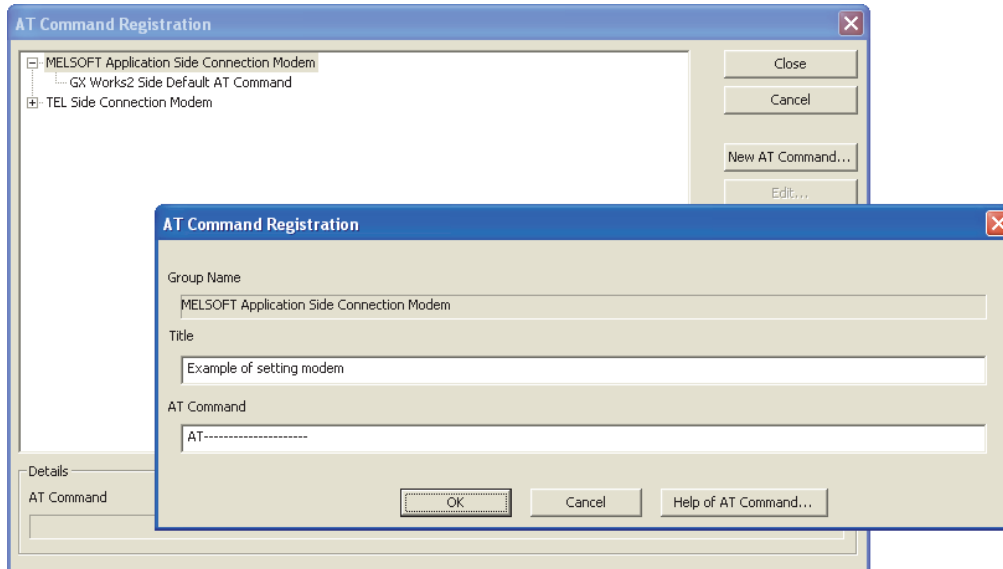 AT Command Registration
MELSOFT Application Side Connection Modem
GX Works2 Side Default AT Command
TEL Side Connection Modem
Close
Cancel
New AT Command...
Edit...
AT Command Registration
Group Name
MELSOFT Application Side Connection Modem
Title
Example of setting modem
AT Command
AT---------------------
OK
Cancel
Help of AT Command...
Details
AT Command